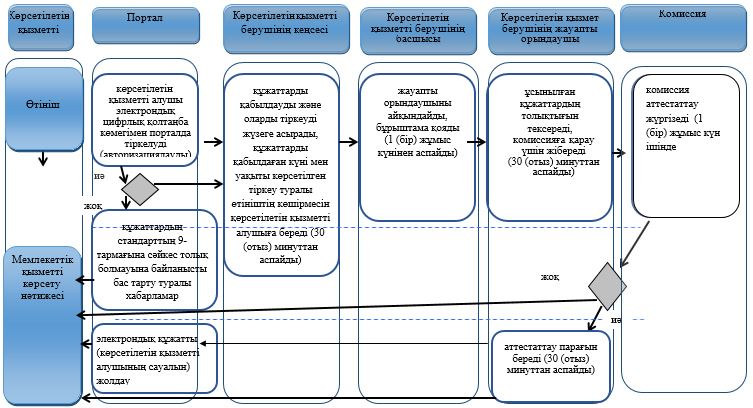 Көрсетілетін
қызметті
Портал
Көрсетілетінқызметті
берушінің кеңсесі
Көрсетілетін
қызметті берушінің
басшысы
Көрсетілетін қызмет
берушінің жауапты
орындаушы
Комиссия
Өтініш
Мемлекеттік
қызметті
көрсету
нәтижесі
көрсетілетін
қызметті алушы
электрондық
цифрлық қолтаңба
көмегімен порталда
тіркелуді
(авторизациялауды)
иә
жоқ
құжаттардың
стандарттың 9-
тармағына сәйкес толық
болмауына байланысты
бас тарту туралы
хабарламар
электрондық құжатты
(көрсетілетін қызметті
алушының сауалын)
жолдау
құжаттарды
қабылдауды және
оларды тіркеуді
жүзеге асырады,
құжаттарды
қабылдаған күні мен
уақыты көрсетілген
тіркеу туралы
өтініштің көшірмесін
көрсетілетін қызметті
алушыға береді (30
(отыз) минуттан
аспайды)
жауапты
орындаушыны
айқындайды,
бұрыштама қояды
(1 (бір) жұмыс
күнінен аспайды)
ұсынылған
құжаттардың
толықтығын
тексереді,
комиссияға қарау
үшін жібереді
(30 (отыз) минуттан
аспайды)
комиссия
аттестаттау
жүргізеді (1
(бір) жұмыс күн
ішінде
жоқ
иә
аттестаттау парағын
береді (30 (отыз)
минуттан аспайды)